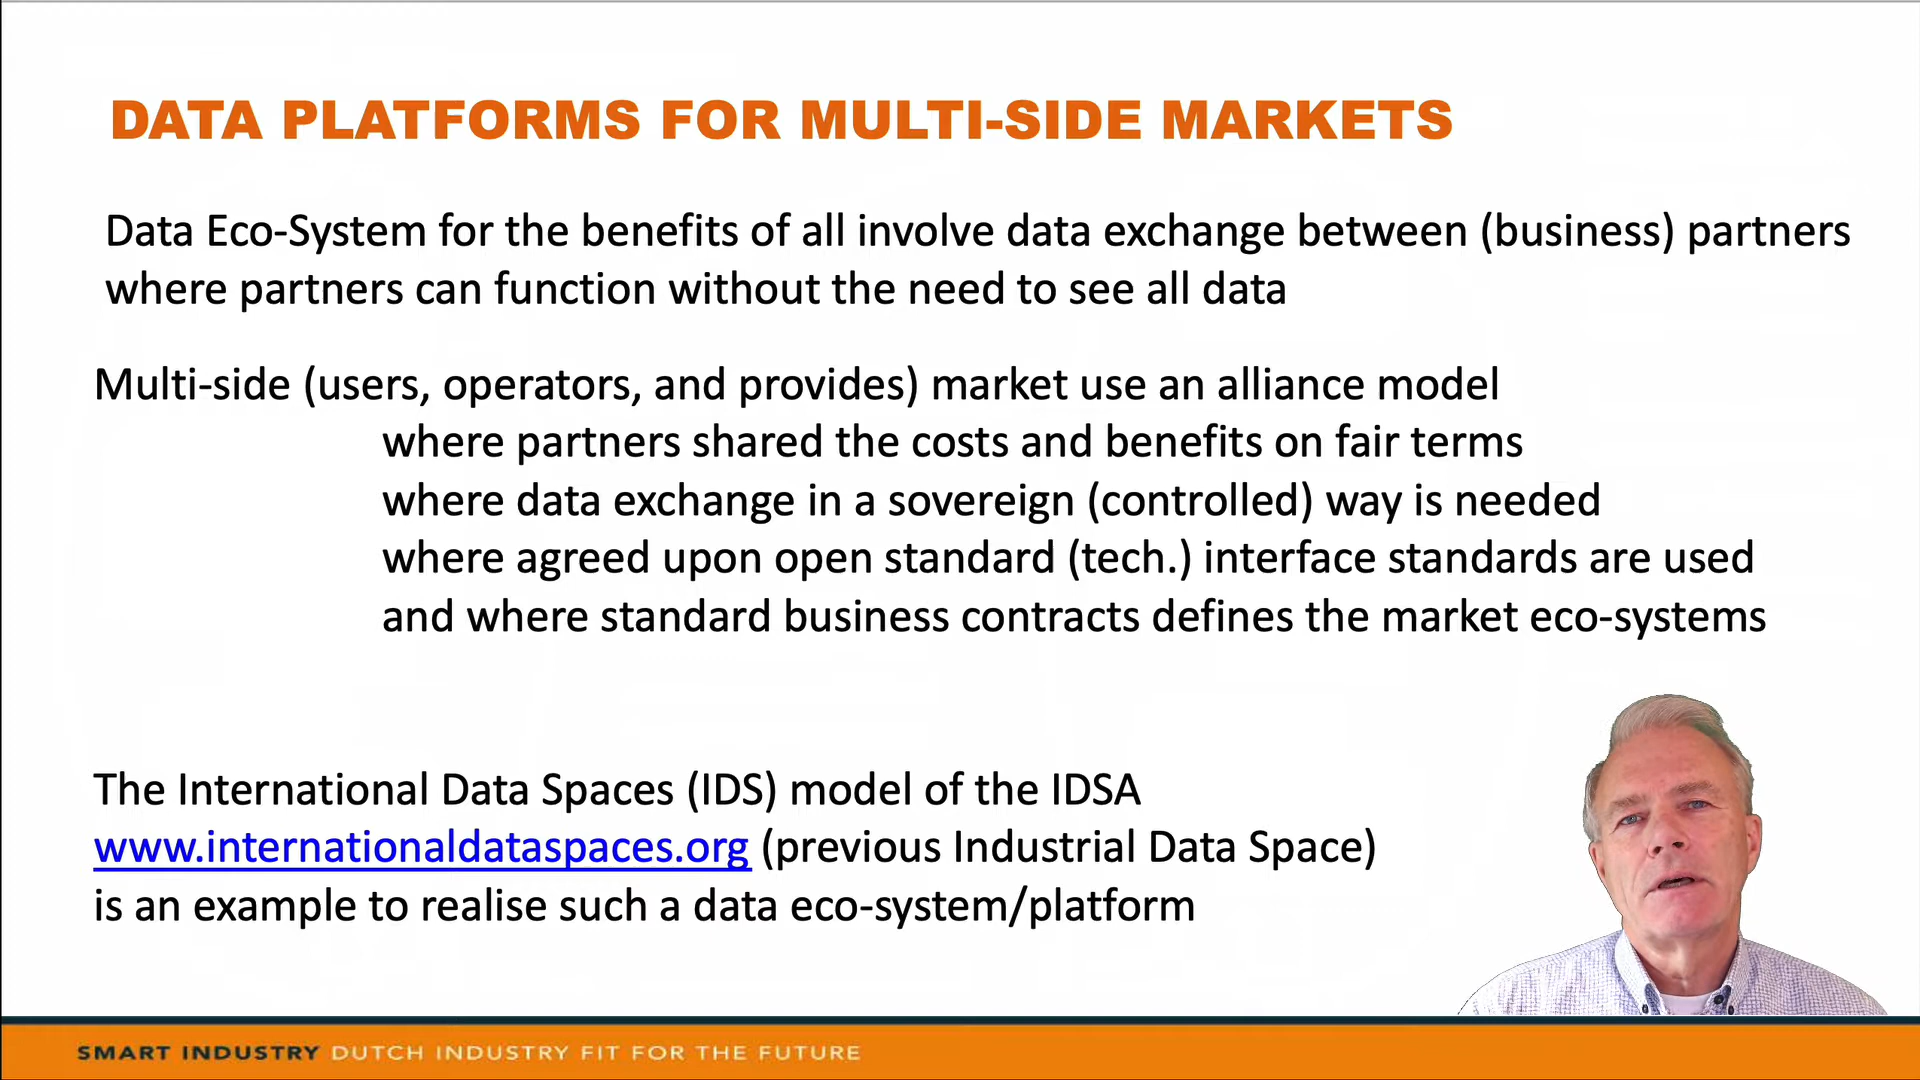 DATA PLATFORMS FOR MULTI-SIDE MARKETS
Data Eco-System for the benefits of all involve data exchange between (business) partners
where partners can function without the need to see all data
Multi-side (users, operators, and provides) market use an alliance model
where partners shared the costs and benefits on fair terms
where data exchange in a sovereign (controlled) way is needed
where agreed upon open standard (tech.) interface standards are used
and where standard business contracts defines the market eco-systems
The International Data Spaces (IDS) model of the IDSA
www.internationaldataspaces.org (previous Industrial Data Space)
is an example to realise such a data eco-system/platform
SMART INDUSTRY DUTCH INDUSTRY FIT FOR THE FUTURE